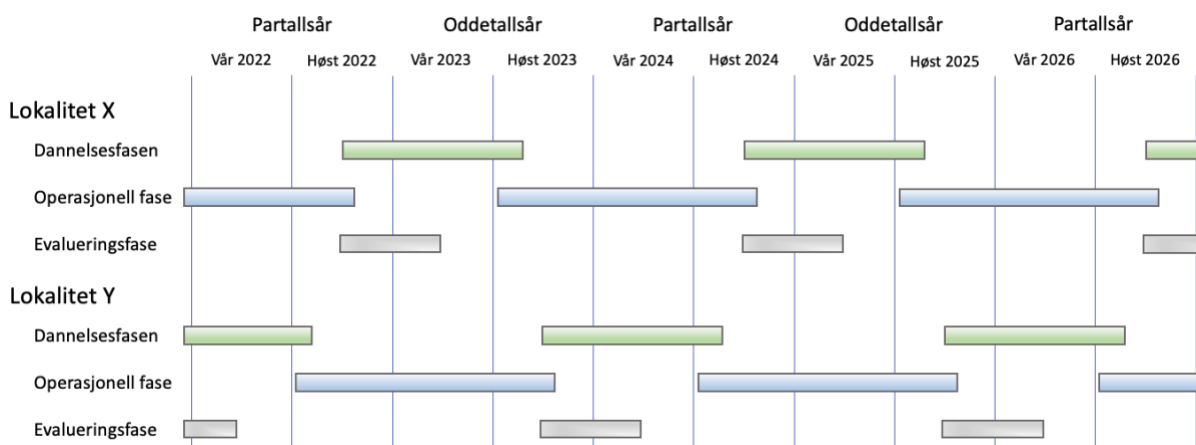 Partallsår Oddetallsår Partallsår Oddetallsår Partallsår
Vår 2022 Høst 2022 Vår 2023 Høst 2023 Vår 2024 Høst 2024 Vår 2025 Høst 2025 Vår 2026 Høst 2026
Lokalitet X
Dannelsesfasen
Operasjonell fase
Evalueringsfase
Lokalitet Y
Dannelsesfasen
Operasjonell fase
Evalueringsfase